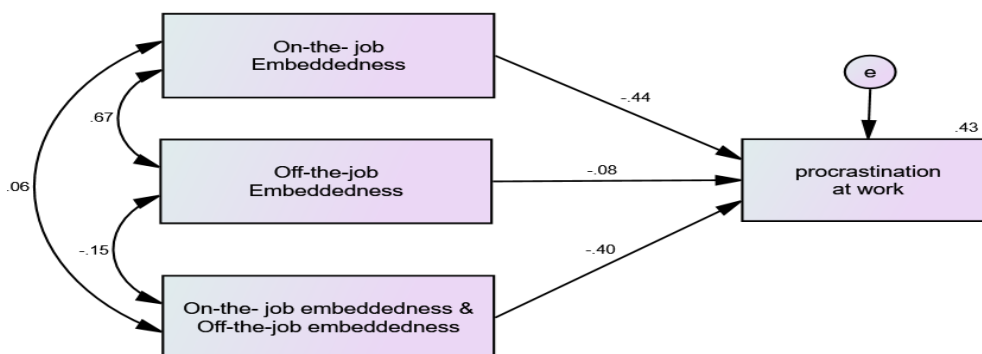 On-the- job
Embeddedness
e
-.44
.43
.67
Off-the-job
Embeddedness
-.08
procrastination
at work
.06
-.15
-.40
On-the- job embeddedness &
Off-the-job embeddedness